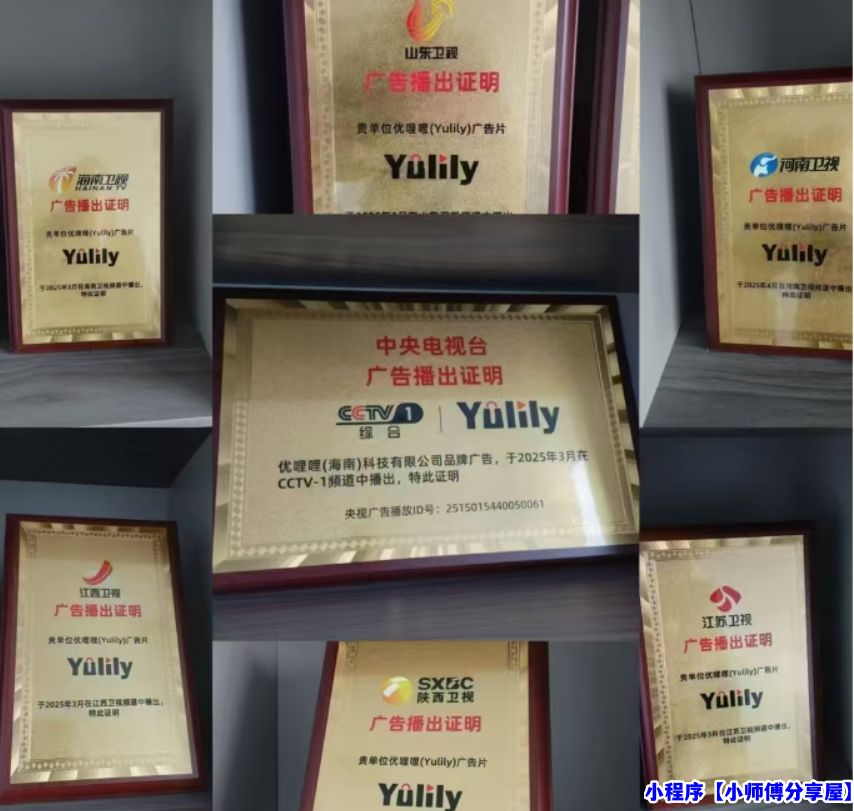 山东卫视
广告播出证明
贵单位优哩哩(Yulily)广告片
Yulily
海南卫视
HAINAN TV
广告播出证明
贵单位优哩哩(Yulily)广告片
Yulily
于2025年3月在海南卫视频道中播出,
特此证明
河南卫视
广告播出证明
贵单位优哩哩(Yulily)广告片
Yulily
于2025年4月在河南卫视频道中播出
特此证明
中央电视台
广告播出证明
CCTV 1
综合
Yulily
优哩哩(海南)科技有限公司品牌广告，于2025年3月在
CCTV-1频道中播出，特此证明
央视广告播放ID号：2515015440050061
江西卫视
广告播出证明
贵单位优哩哩(Yulily)广告片
Yulily
于2025年3月在江西卫视频道中播出,
特此证明
SXBC
陕西卫视
广告播出证明
贵单位优哩哩(Yulily)广告片
Yulily
江苏卫视
广告播出证明
贵单位优哩哩(Yulily)广告片
Yulily
于2025年3月在江苏卫视频道中播出,
特此证明
小程序【小师傅分享屋】